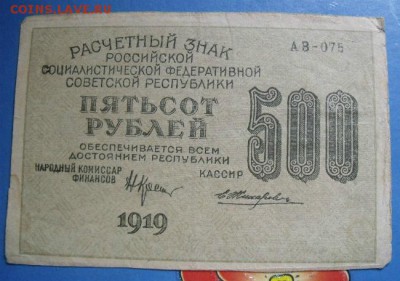 COINS.LAVE.RU
РАСЧЕТНЫЙ ЗНАК
АВ-075
РОССИЙСКОЙ
СОЦИАЛИСТИЧЕСКОЙ ФЕДЕРАТИВНОЙ
СОВЕТСКОЙ РЕСПУБЛИКИ
ПЯТЬСОТ
РУБЛЕЙ
500
ОБЕСПЕЧИВАЕТСЯ ВСЕМ
ДОСТОЯНИЕМ РЕСПУБЛИКИ
НАРОДНЫЙ КОМИССАР
ФИНАНСОВ
КАССИР
1919